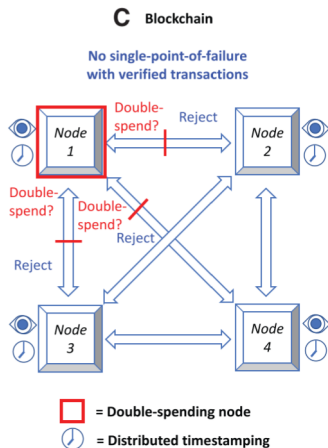 C Blockchain
No single-point-of-failure
with verified transactions
Double-
spend?
Reject
Node
1
Node
2
Double-
spend?
Double-
spend?
Reject
Reject
Node
3
Node
4
= Double-spending node
= Distributed timestamping